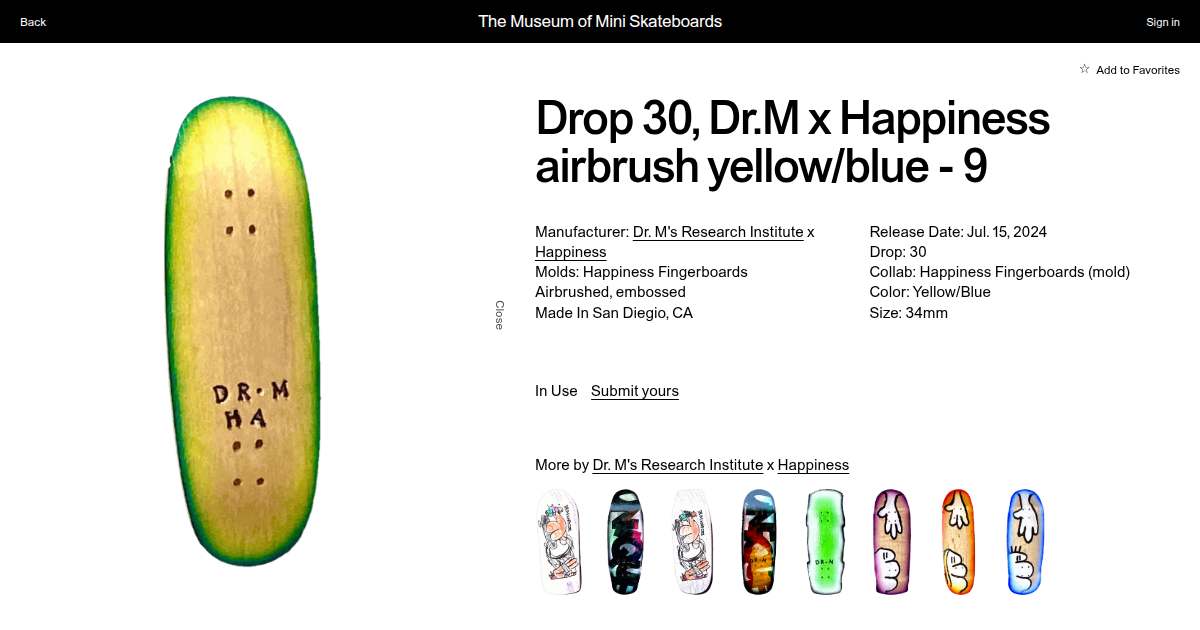 Back
The Museum of Mini Skateboards
Sign in
☆ Add to Favorites
DR·M
HA
Close
Drop 30, Dr.M x Happiness
airbrush yellow/blue - 9
Manufacturer: Dr. M's Research Institute x
Happiness
Molds: Happiness Fingerboards
Airbrushed, embossed
Made In San Diegio, CA
Release Date: Jul. 15, 2024
Drop: 30
Collab: Happiness Fingerboards (mold)
Color: Yellow/Blue
Size: 34mm
In Use Submit yours
More by Dr. M's Research Institute x Happiness
DR·M